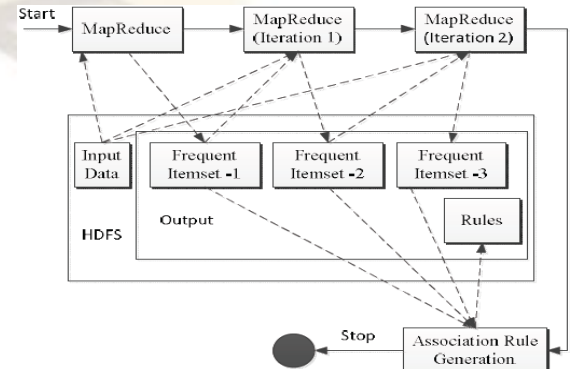 Start
MapReduce
MapReduce
(Iteration 1)
MapReduce
(Iteration 2)
Input
Data
Frequent
Itemset -1
Frequent
Itemset -2
Frequent
Itemset -3
Output
Rules
HDFS
Stop
Association Rule
Generation